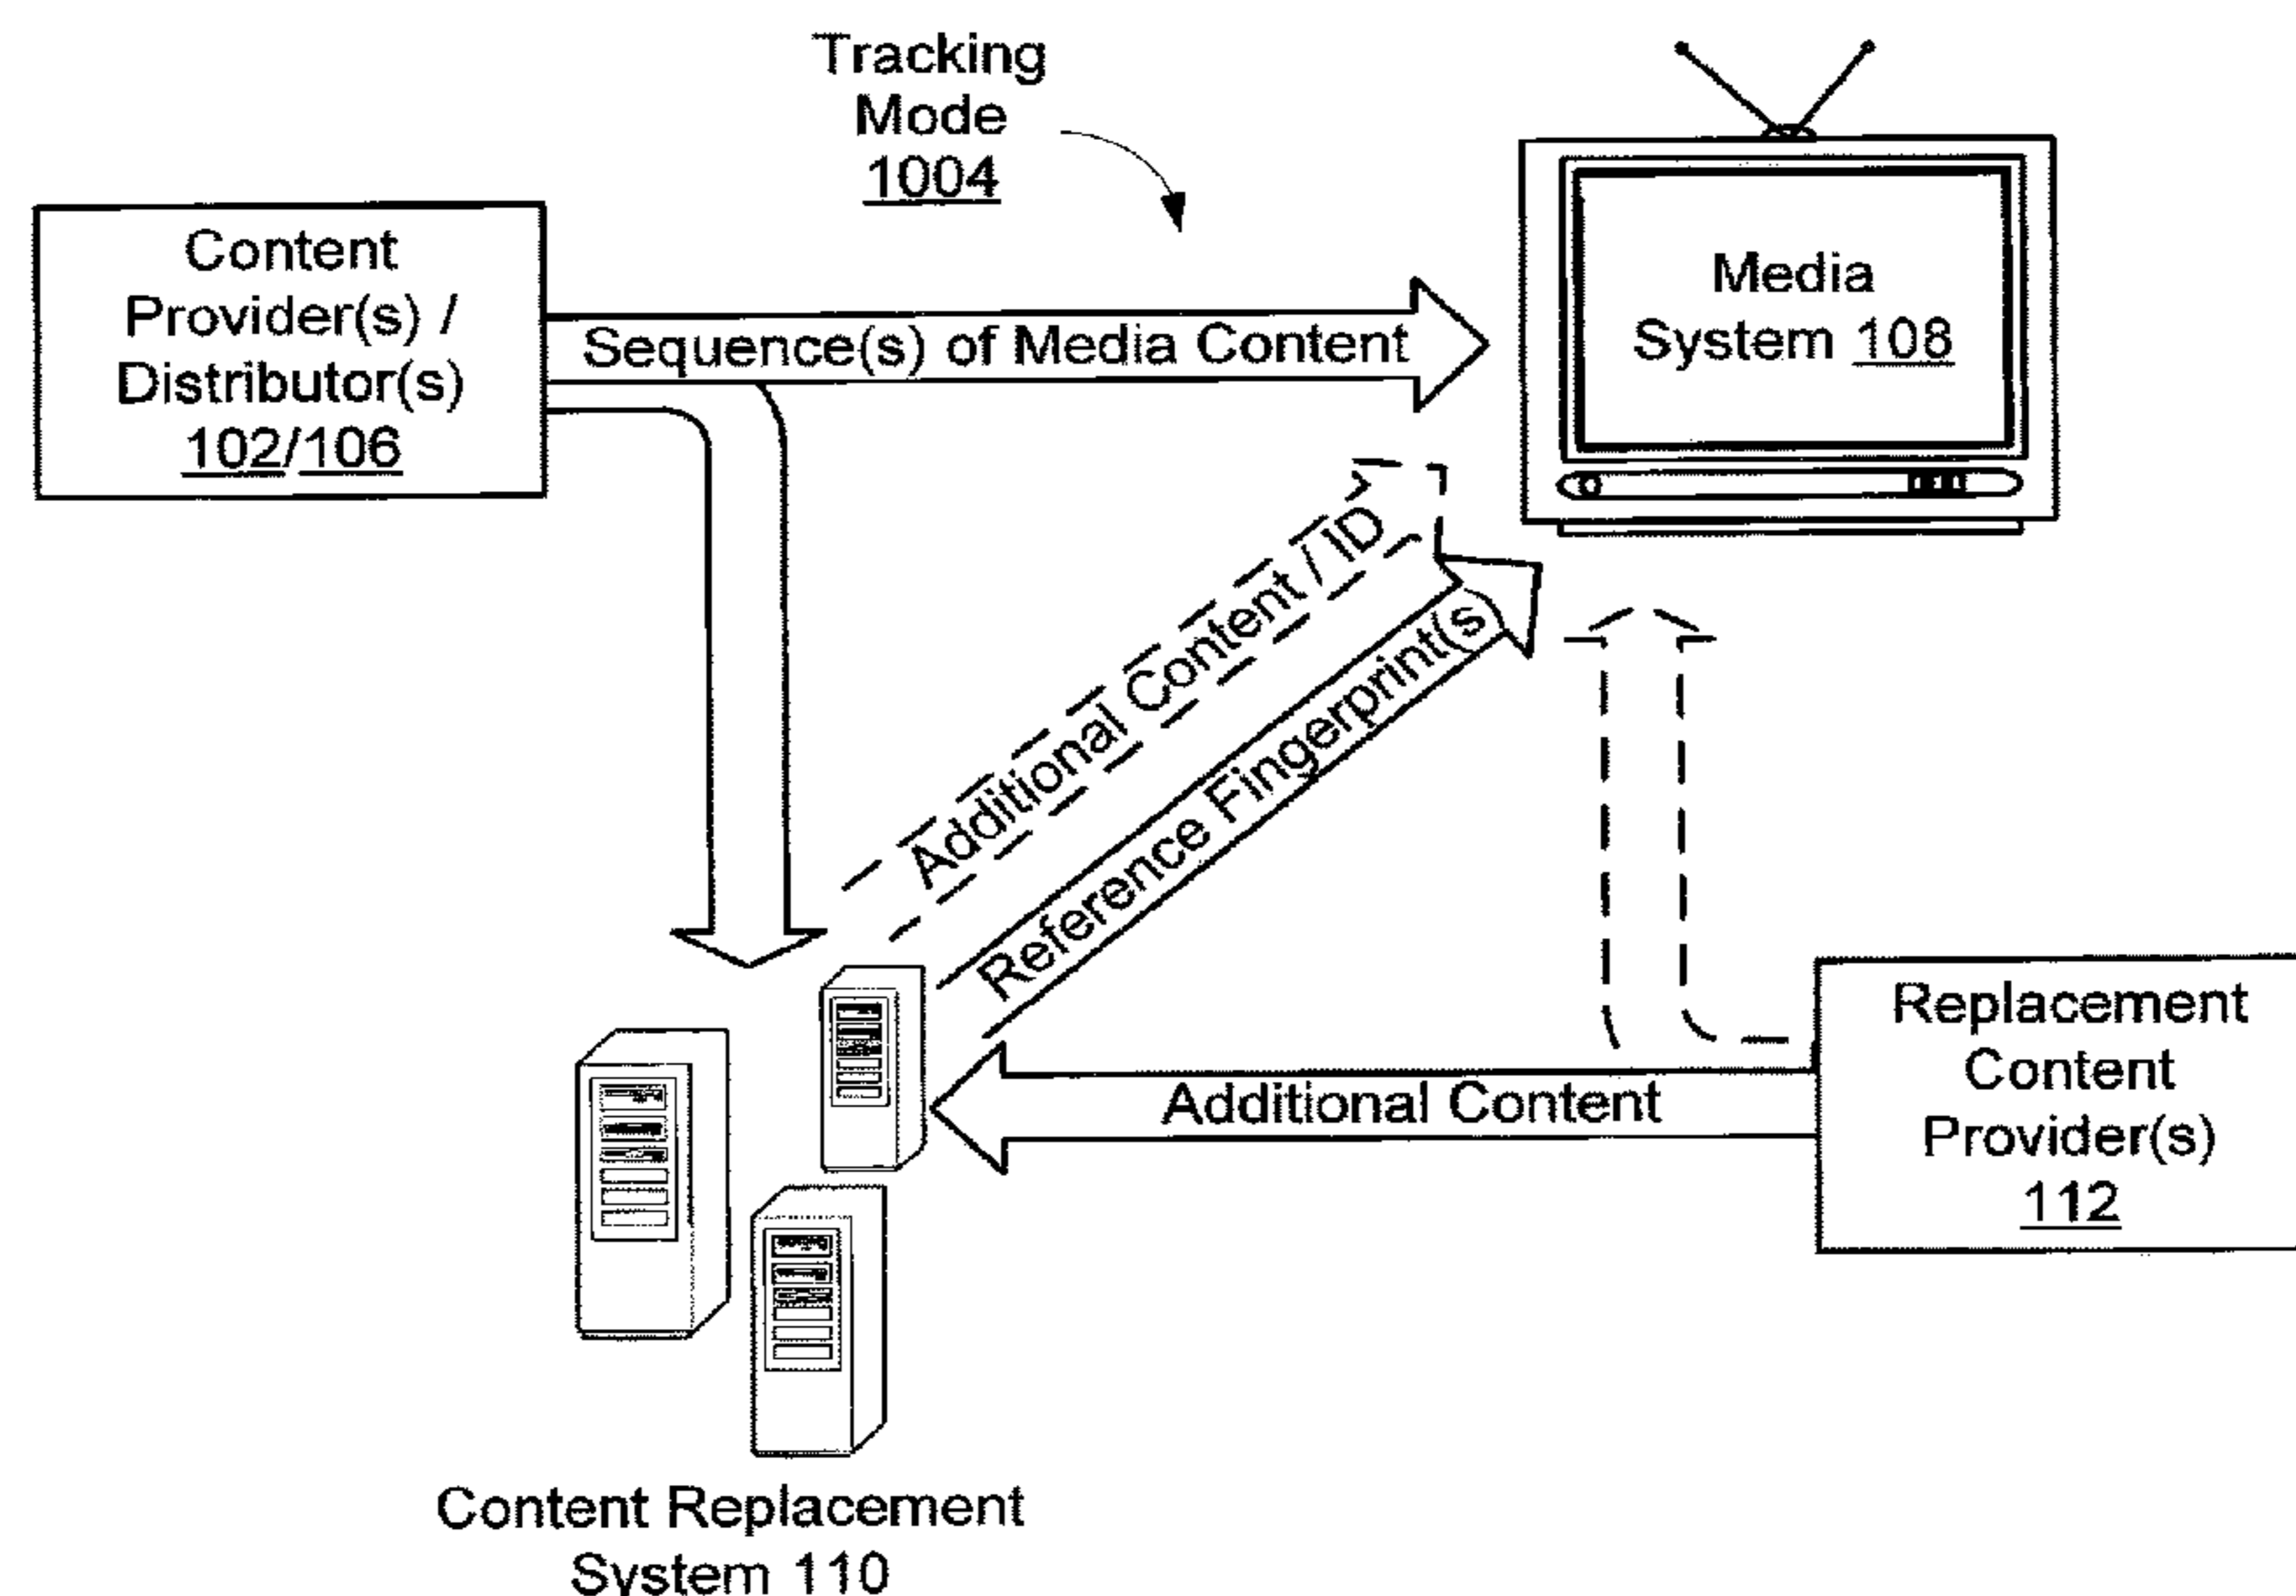 Tracking
Mode
1004
Content
Provider(s) /
Distributor(s)
102/106
Sequence(s) of Media Content
Media
System 108
Additional Content / ID
Reference Fingerprint(s)
Additional Content
Replacement
Content
Provider(s)
112
Content Replacement
System 110